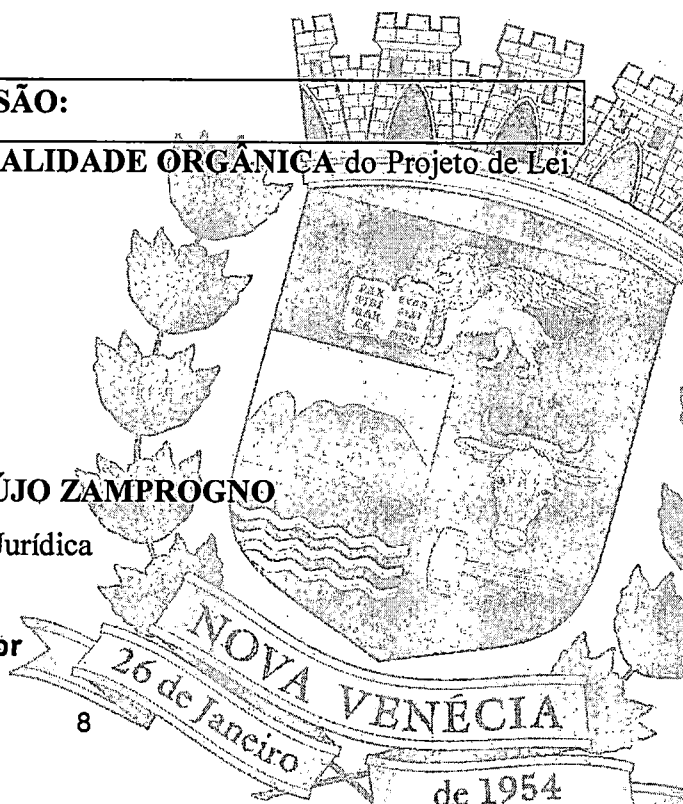 SÃO:
ALIDADE ORGÂNICA do Projeto de Lei
ÚJO ZAMPROGNO
Jurídica
or
8
NOVA VENÉCIA
26 de Janeiro
de 1954